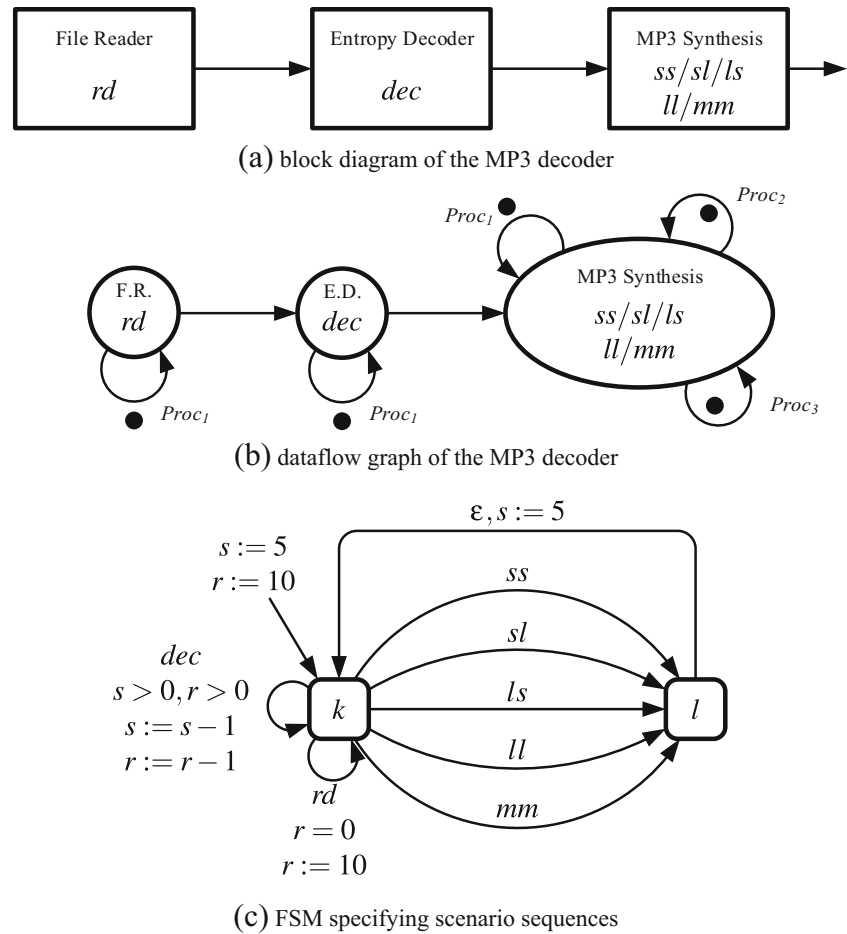 File Reader
rd
Entropy Decoder
dec
MP3 Synthesis
ss/sl/ls
ll/mm
(a) block diagram of the MP3 decoder
Proc1
Proc2
F.R.
rd
E.D.
dec
MP3 Synthesis
ss/sl/ls
ll/mm
Proc1
Proc1
Proc3
(b) dataflow graph of the MP3 decoder
ε, s := 5
s := 5
r := 10
ss
sl
ls
ll
mm
dec
s > 0, r > 0
s := s − 1
r := r − 1
k
l
rd
r = 0
r := 10
(c) FSM specifying scenario sequences